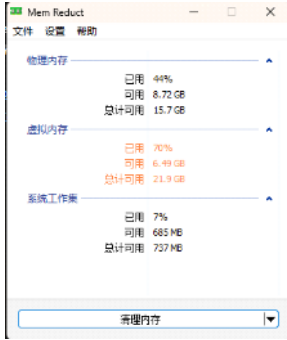 Mem Reduct
文件 设置 帮助
物理内存
已用 44%
可用 8.72 GB
总计可用 15.7 GB
虚拟内存
已用 70%
可用 6.49 GB
总计可用 21.9 GB
系统工作集
已用 7%
可用 685 MB
总计可用 737 MB
清理内存